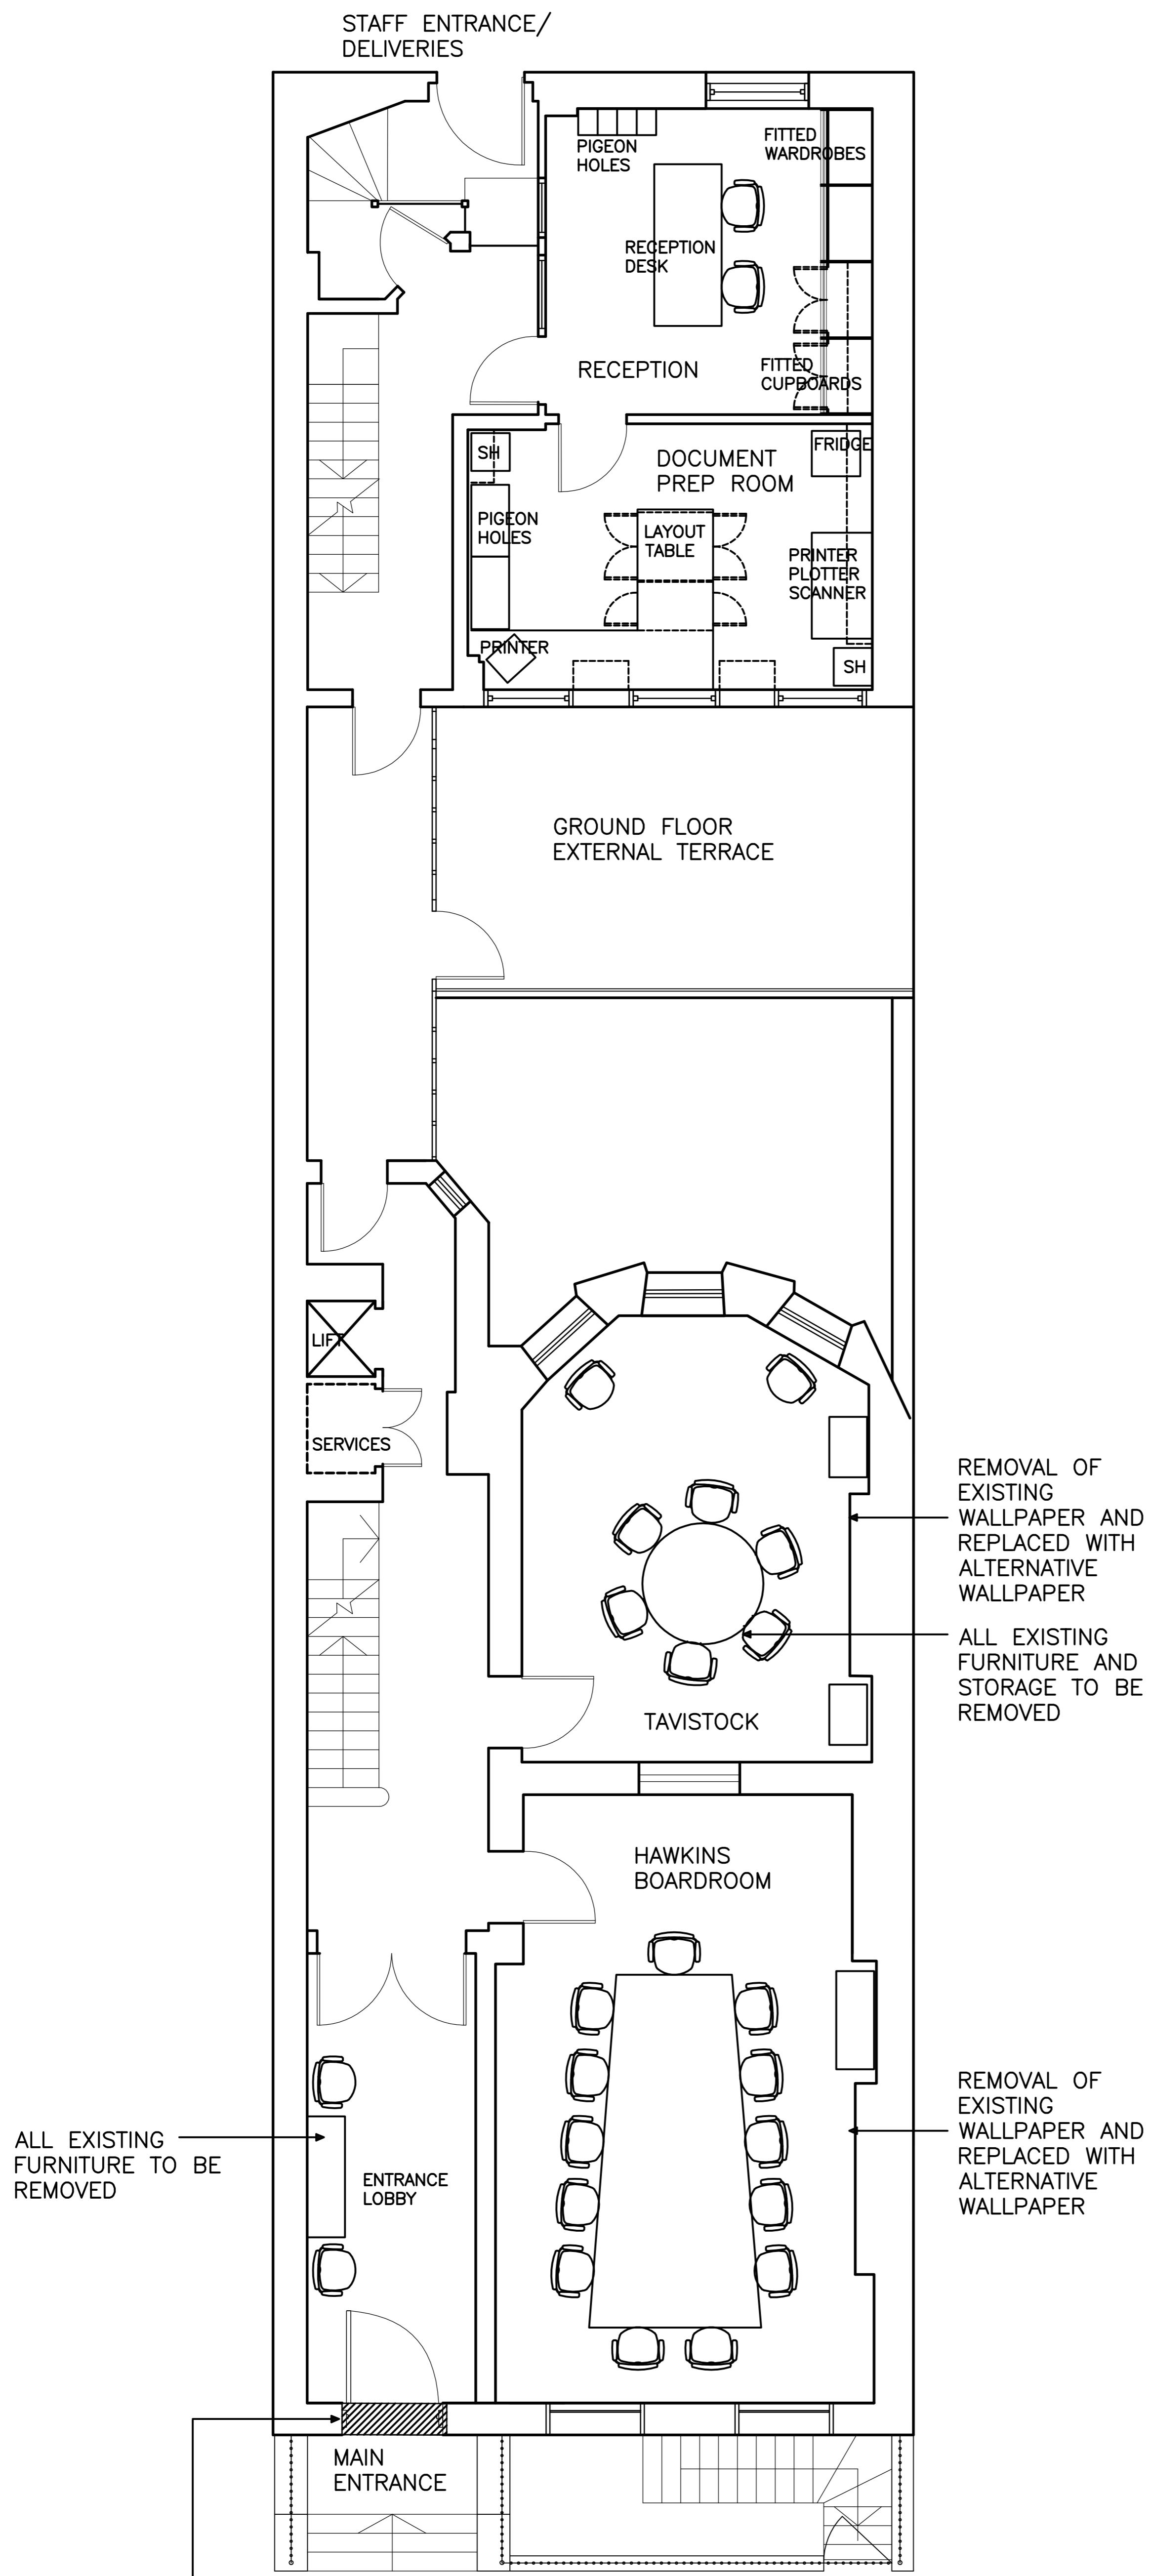 STAFF ENTRANCE/
DELIVERIES
PIGEON
HOLES
FITTED
WARDROBES
RECEPTION
DESK
RECEPTION
FITTED
CUPBOARDS
SH
DOCUMENT
PREP ROOM
FRIDGE
PIGEON
HOLES
LAYOUT
TABLE
PRINTER
PLOTTER
SCANNER
PRINTER
SH
GROUND FLOOR
EXTERNAL TERRACE
LIFT
SERVICES
REMOVAL OF
EXISTING
WALLPAPER AND
REPLACED WITH
ALTERNATIVE
WALLPAPER
ALL EXISTING
FURNITURE AND
STORAGE TO BE
REMOVED
TAVISTOCK
HAWKINS
BOARDROOM
ALL EXISTING
FURNITURE TO BE
REMOVED
ENTRANCE
LOBBY
REMOVAL OF
EXISTING
WALLPAPER AND
REPLACED WITH
ALTERNATIVE
WALLPAPER
MAIN
ENTRANCE